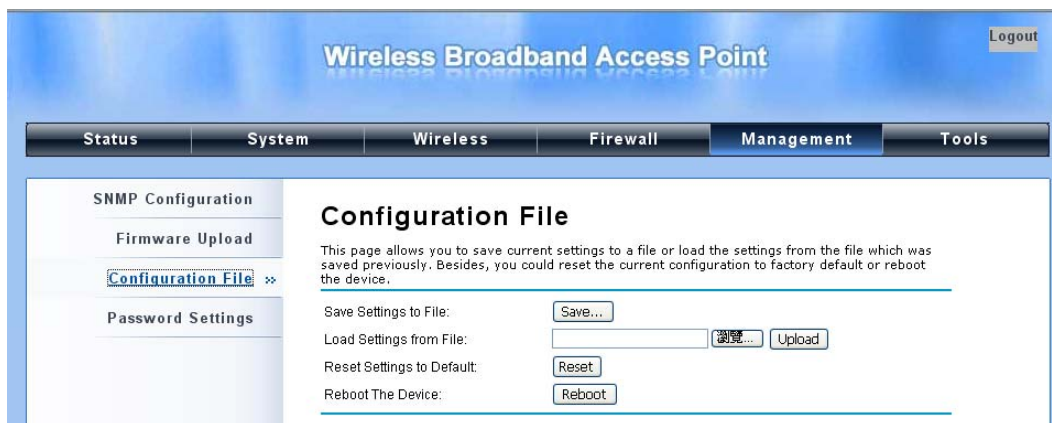 Wireless Broadband Access Point
Logout
Status System Wireless Firewall Management Tools
SNMP Configuration
Firmware Upload
Configuration File »
Password Settings
Configuration File
This page allows you to save current settings to a file or load the settings from the file which was
saved previously. Besides, you could reset the current configuration to factory default or reboot
the device.
Save Settings to File: Save...
Load Settings from File: 瀏覽... Upload
Reset Settings to Default: Reset
Reboot The Device: Reboot